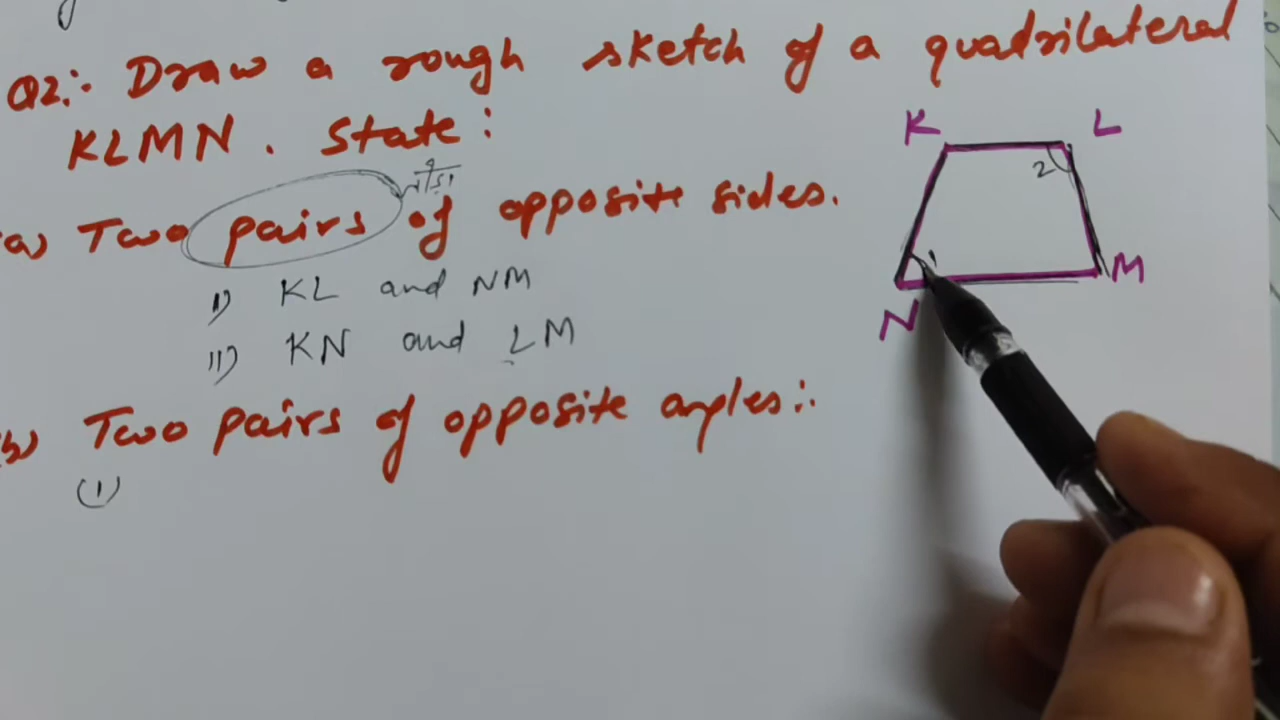 Q2:- Draw a rough sketch of a quadrilateral
KLMN. State:
a) Two pairs of opposite sides.
i) KL and NM
ii) KN and LM
b) Two pairs of opposite angles:-
(i)
K L
2
1
N M